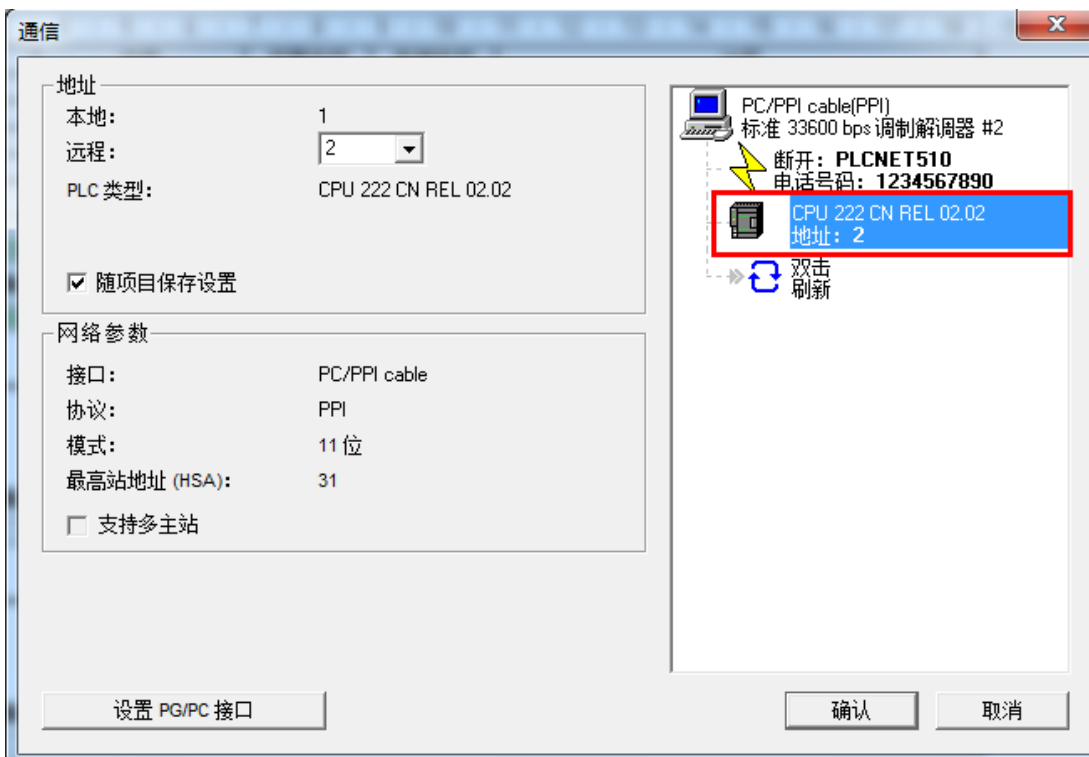 通信
地址
本地： 1
远程： 2
PLC 类型： CPU 222 CN REL 02.02
随项目保存设置
网络参数
接口： PC/PPI cable
协议： PPI
模式： 11 位
最高站地址 (HSA)： 31
支持多主站
设置 PG/PC 接口
PC/PPI cable(PPI)
标准 33600 bps 调制解调器 #2
断开： PLCNET510
电话号码： 1234567890
CPU 222 CN REL 02.02
地址： 2
双击
刷新
确认
取消